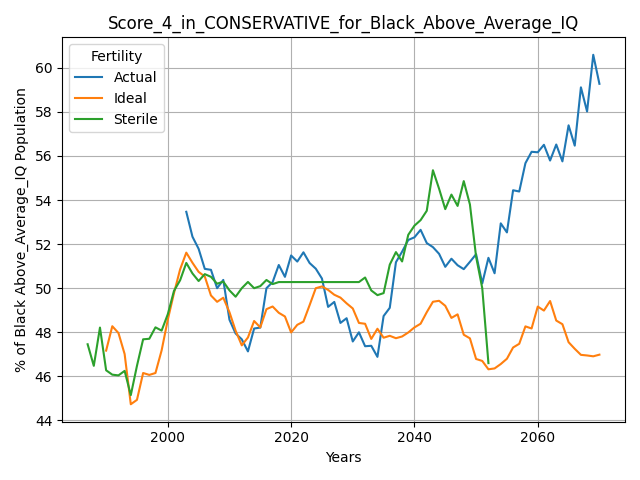 Score_4_in_CONSERVATIVE_for_Black_Above_Average_IQ
Fertility
Actual
Ideal
Sterile
% of Black Above_Average_IQ Population
60
58
56
54
52
50
48
46
44
2000
2020
2040
2060
Years